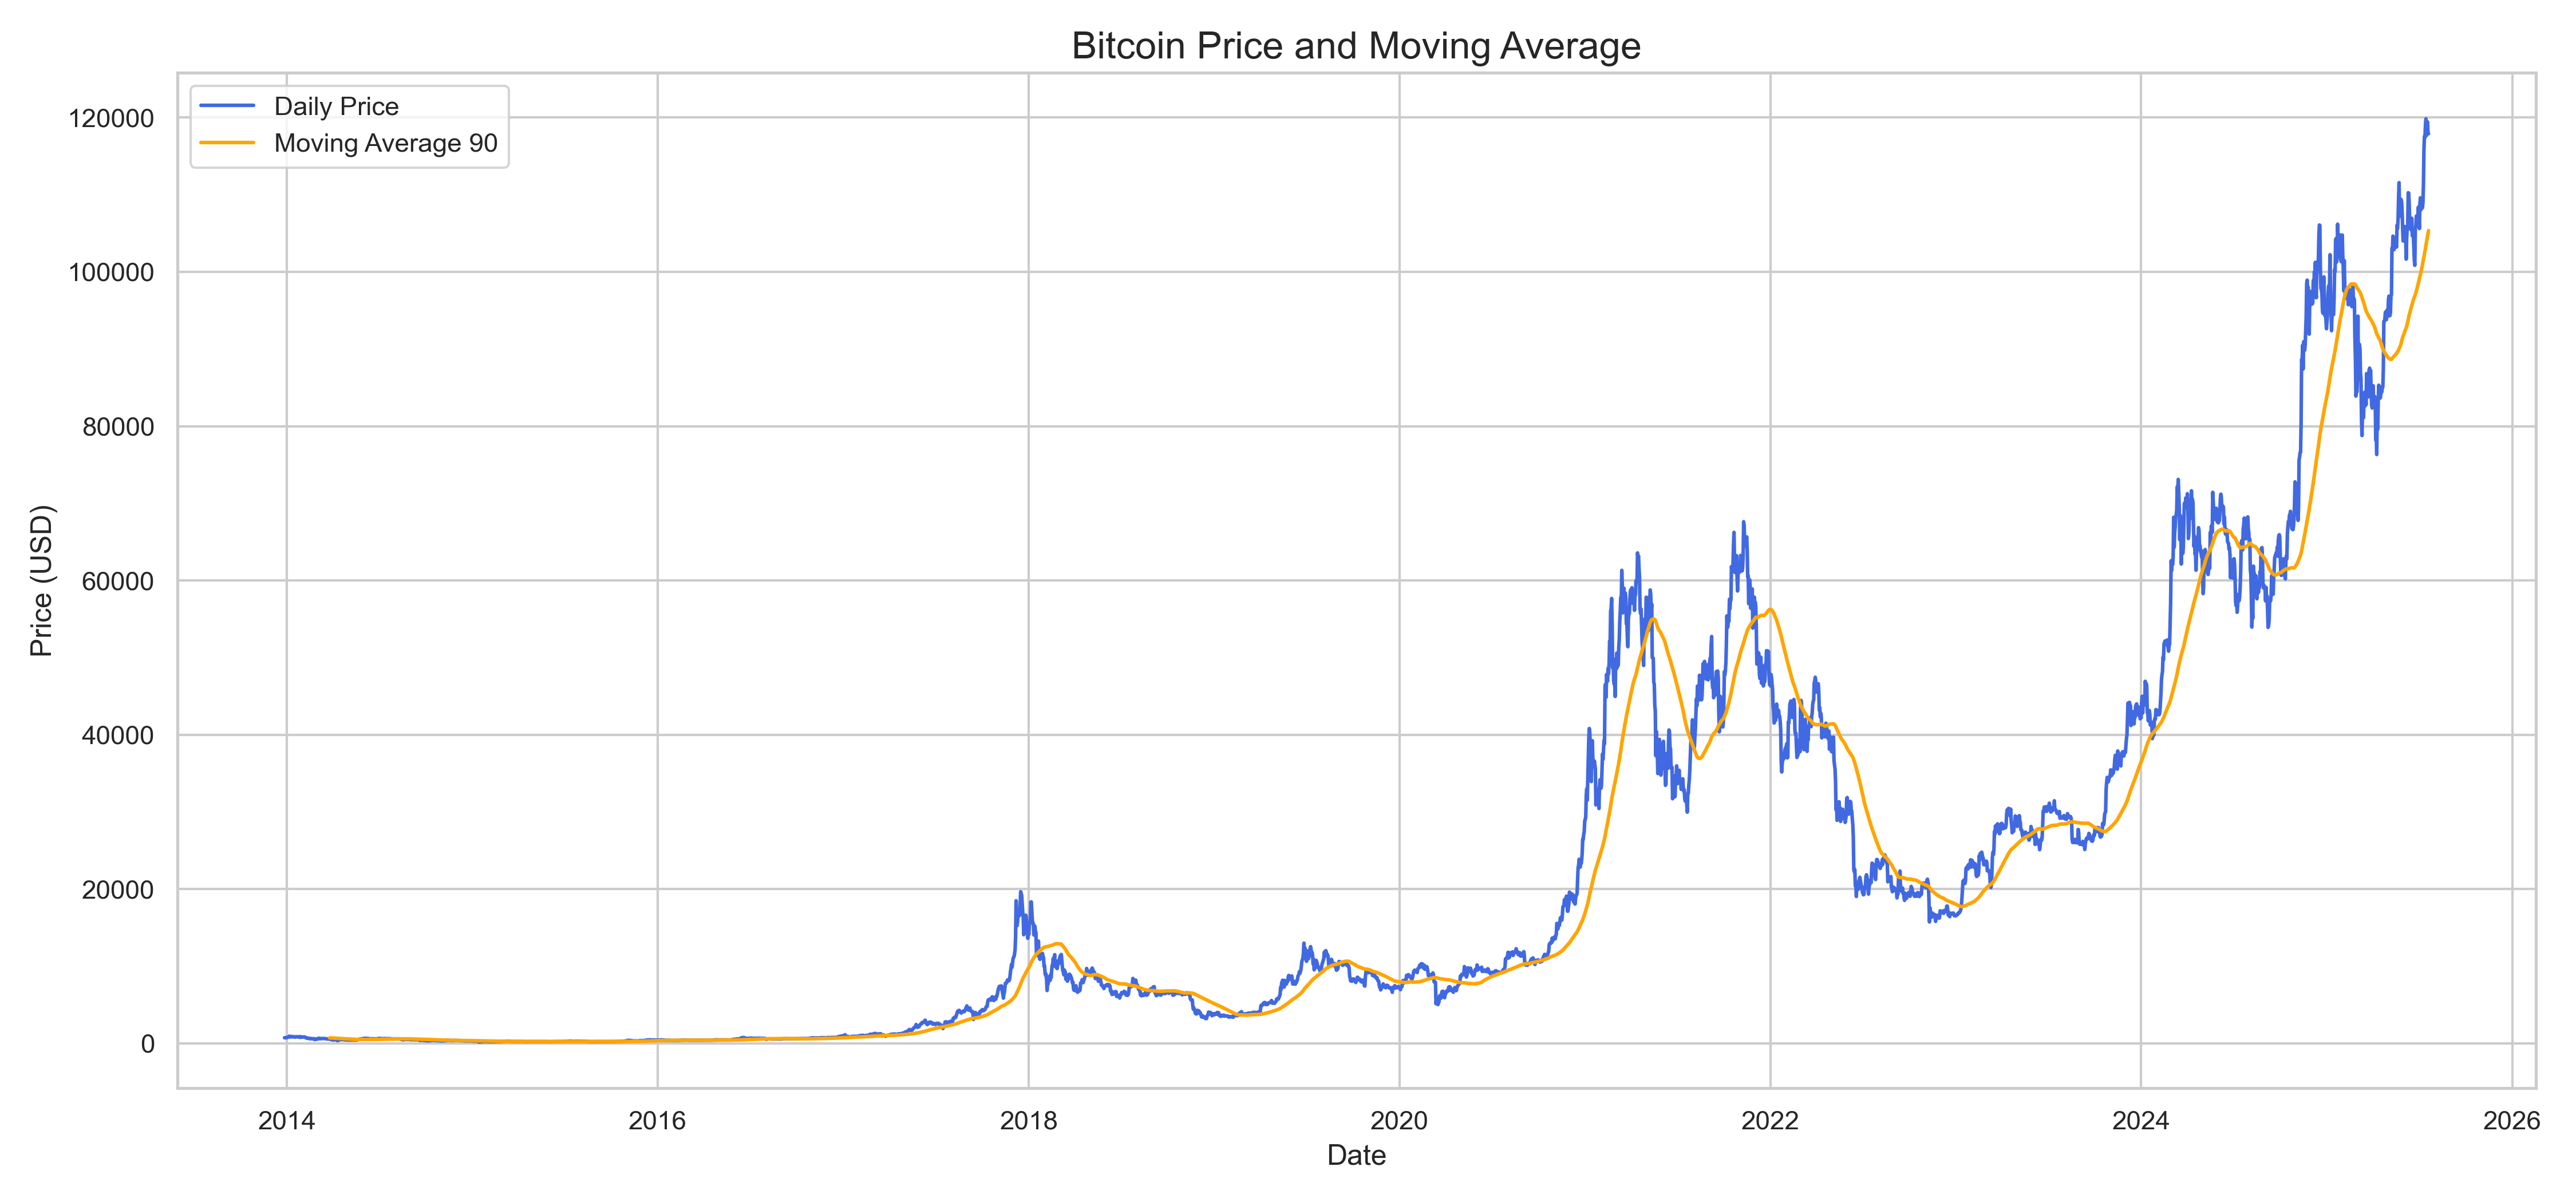 Bitcoin Price and Moving Average
Daily Price
Moving Average 90
120000
100000
80000
60000
40000
20000
0
Price (USD)
2014 2016 2018 2020 2022 2024 2026
Date